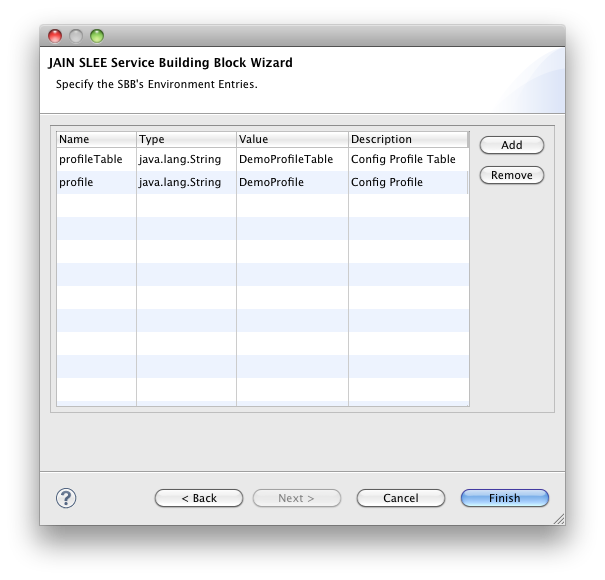 JAIN SLEE Service Building Block Wizard
Specify the SBB's Environment Entries.
Name Type Value Description
profileTable java.lang.String DemoProfileTable Config Profile Table
profile java.lang.String DemoProfile Config Profile
Add
Remove
?
< Back Next > Cancel Finish